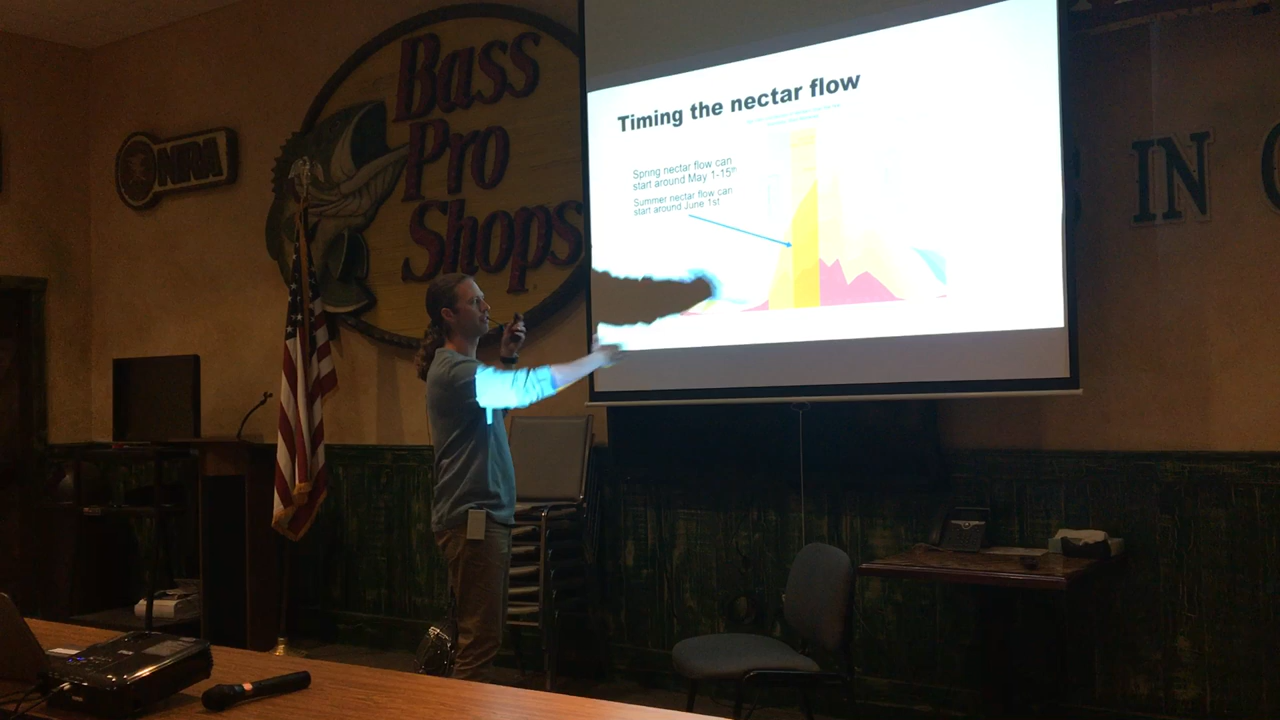 NRA
Bass
Pro
Shops
Timing the nectar flow
Spring nectar flow can
start around May 1-15th
Summer nectar flow can
start around June 1st
IN